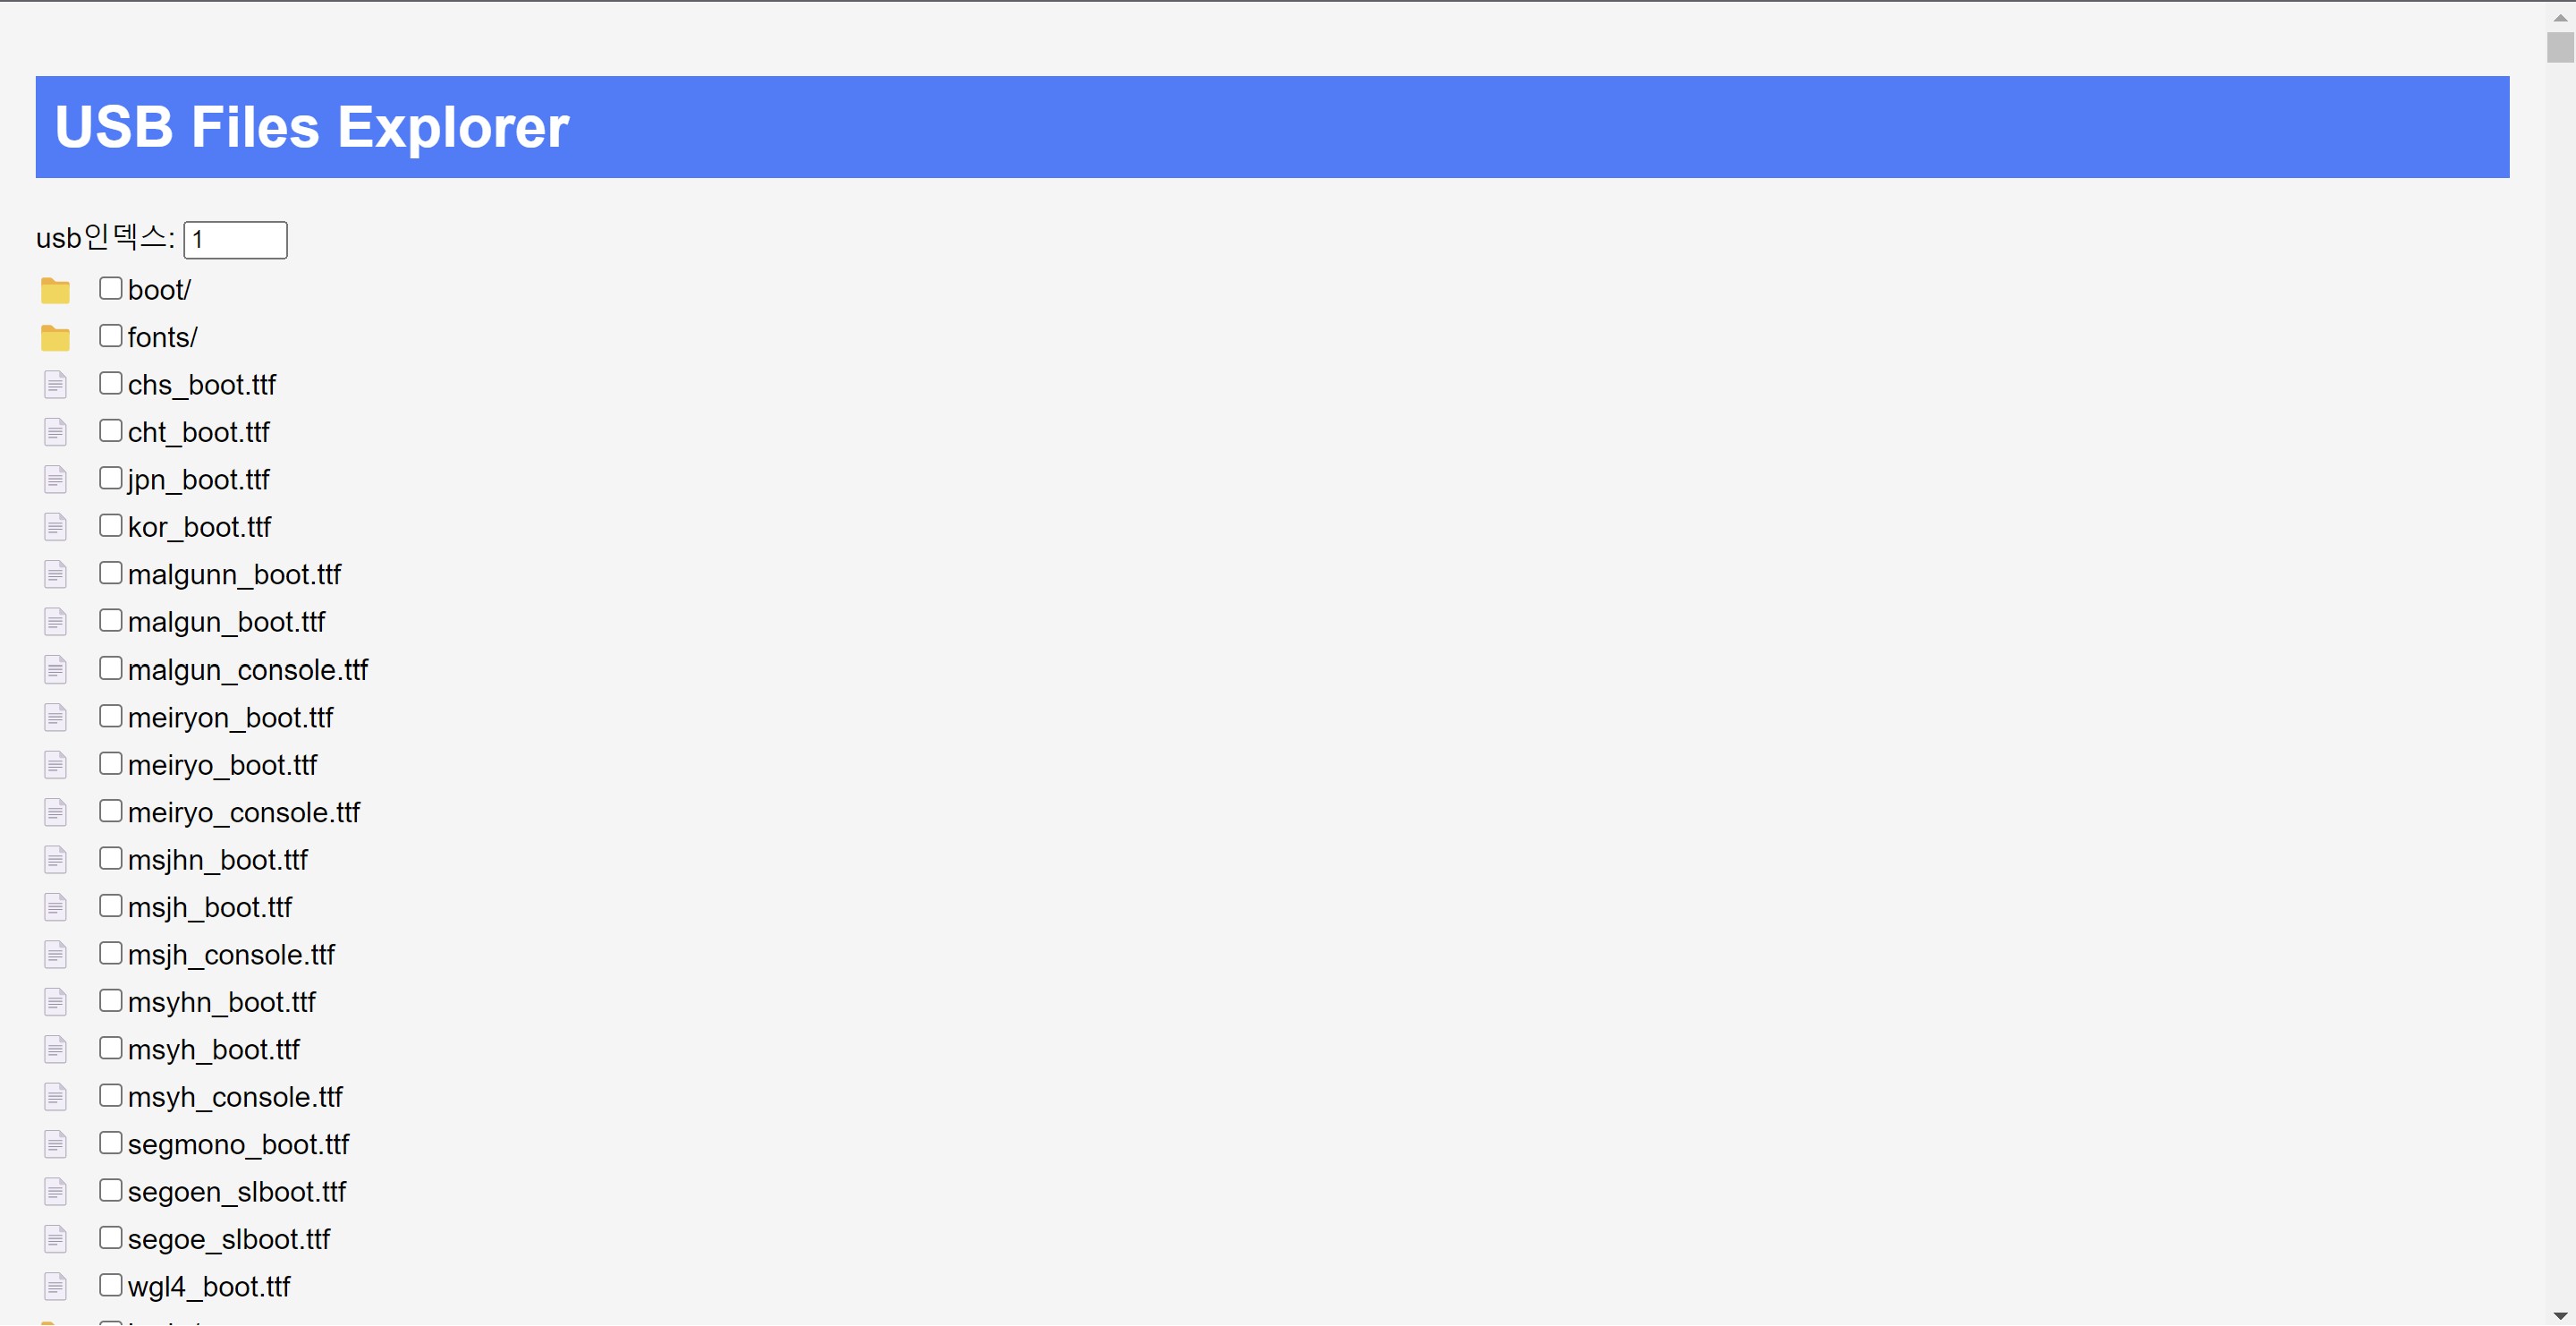 USB Files Explorer
usb인덱스: 1
boot/
fonts/
chs_boot.ttf
cht_boot.ttf
jpn_boot.ttf
kor_boot.ttf
malgunn_boot.ttf
malgun_boot.ttf
malgun_console.ttf
meiryon_boot.ttf
meiryo_boot.ttf
meiryo_console.ttf
msjhn_boot.ttf
msjh_boot.ttf
msjh_console.ttf
msyhn_boot.ttf
msyh_boot.ttf
msyh_console.ttf
segmono_boot.ttf
segoen_slboot.ttf
segoe_slboot.ttf
wgl4_boot.ttf